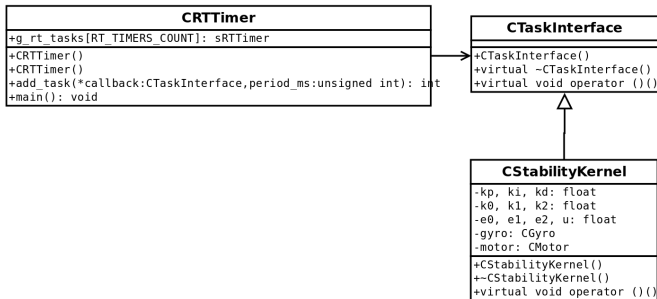 CRTTimer
+g_rt_tasks[RT_TIMERS_COUNT]: sRTTimer
+CRTTimer()
+CRTTimer()
+add_task(*callback:CTaskInterface,period_ms:unsigned int): int
+main(): void
CTaskInterface
+CTaskInterface()
+virtual ~CTaskInterface()
+virtual void operator ()()
CStabilityKernel
-kp, ki, kd: float
-k0, k1, k2: float
-e0, e1, e2, u: float
-gyro: CGyro
-motor: CMotor
+CStabilityKernel()
+~CStabilityKernel()
+virtual void operator ()()